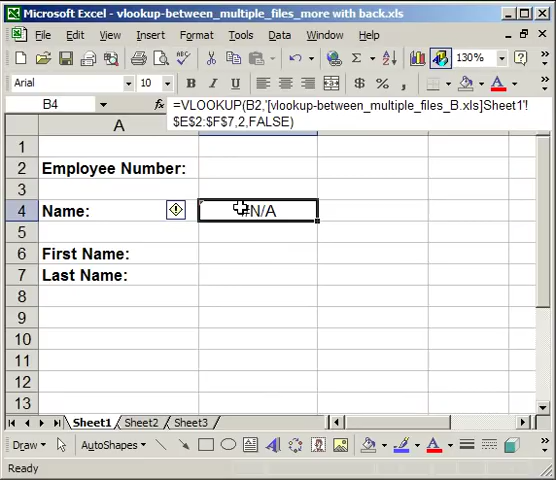 Microsoft Excel - vlookup-between_multiple_files_more with back.xls
File Edit View Insert Format Tools Data Window Help
Σ 130%
Arial 10 B I U $ % A
B4 fx =VLOOKUP(B2,'[vlookup-between_multiple_files_B.xls]Sheet1'!
$E$2:$F$7,2,FALSE)
A
1
2 Employee Number:
3
4 Name: #N/A
5
6 First Name:
7 Last Name:
8
9
10
11
12
13
Sheet1 Sheet2 Sheet3
Draw AutoShapes A A
Ready